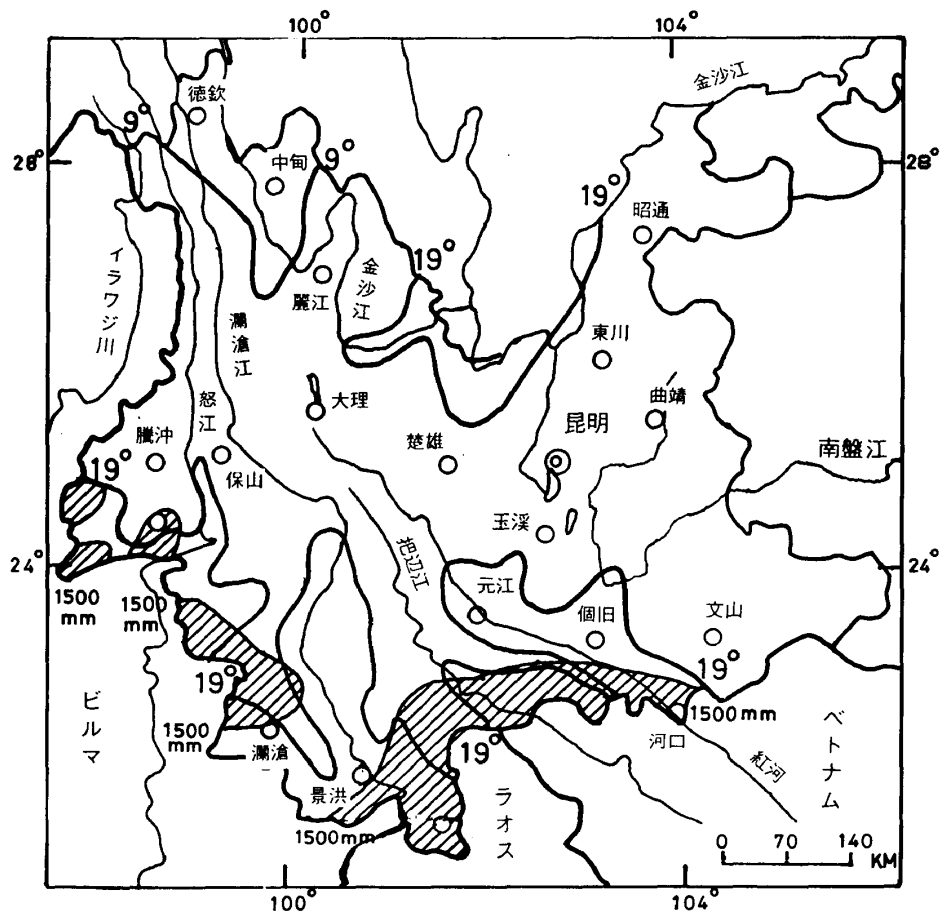 100°
104°
金沙江
徳欽
9°
28°
中甸
9°
28°
19°
昭通
19°
イラワジ川
麗江
金沙江
瀾滄江
東川
怒江
大理
曲靖
騰沖
楚雄
昆明
19°
保山
南盤江
玉溪
24°
把辺江
24°
1500
mm
1500
mm
元江
個旧
文山
19°
19°
ビルマ
1500
mm
1500mm
瀾滄
19°
河口
ベトナム
景洪
紅河
1500mm
ラオス
0 70 140
KM
100°
104°